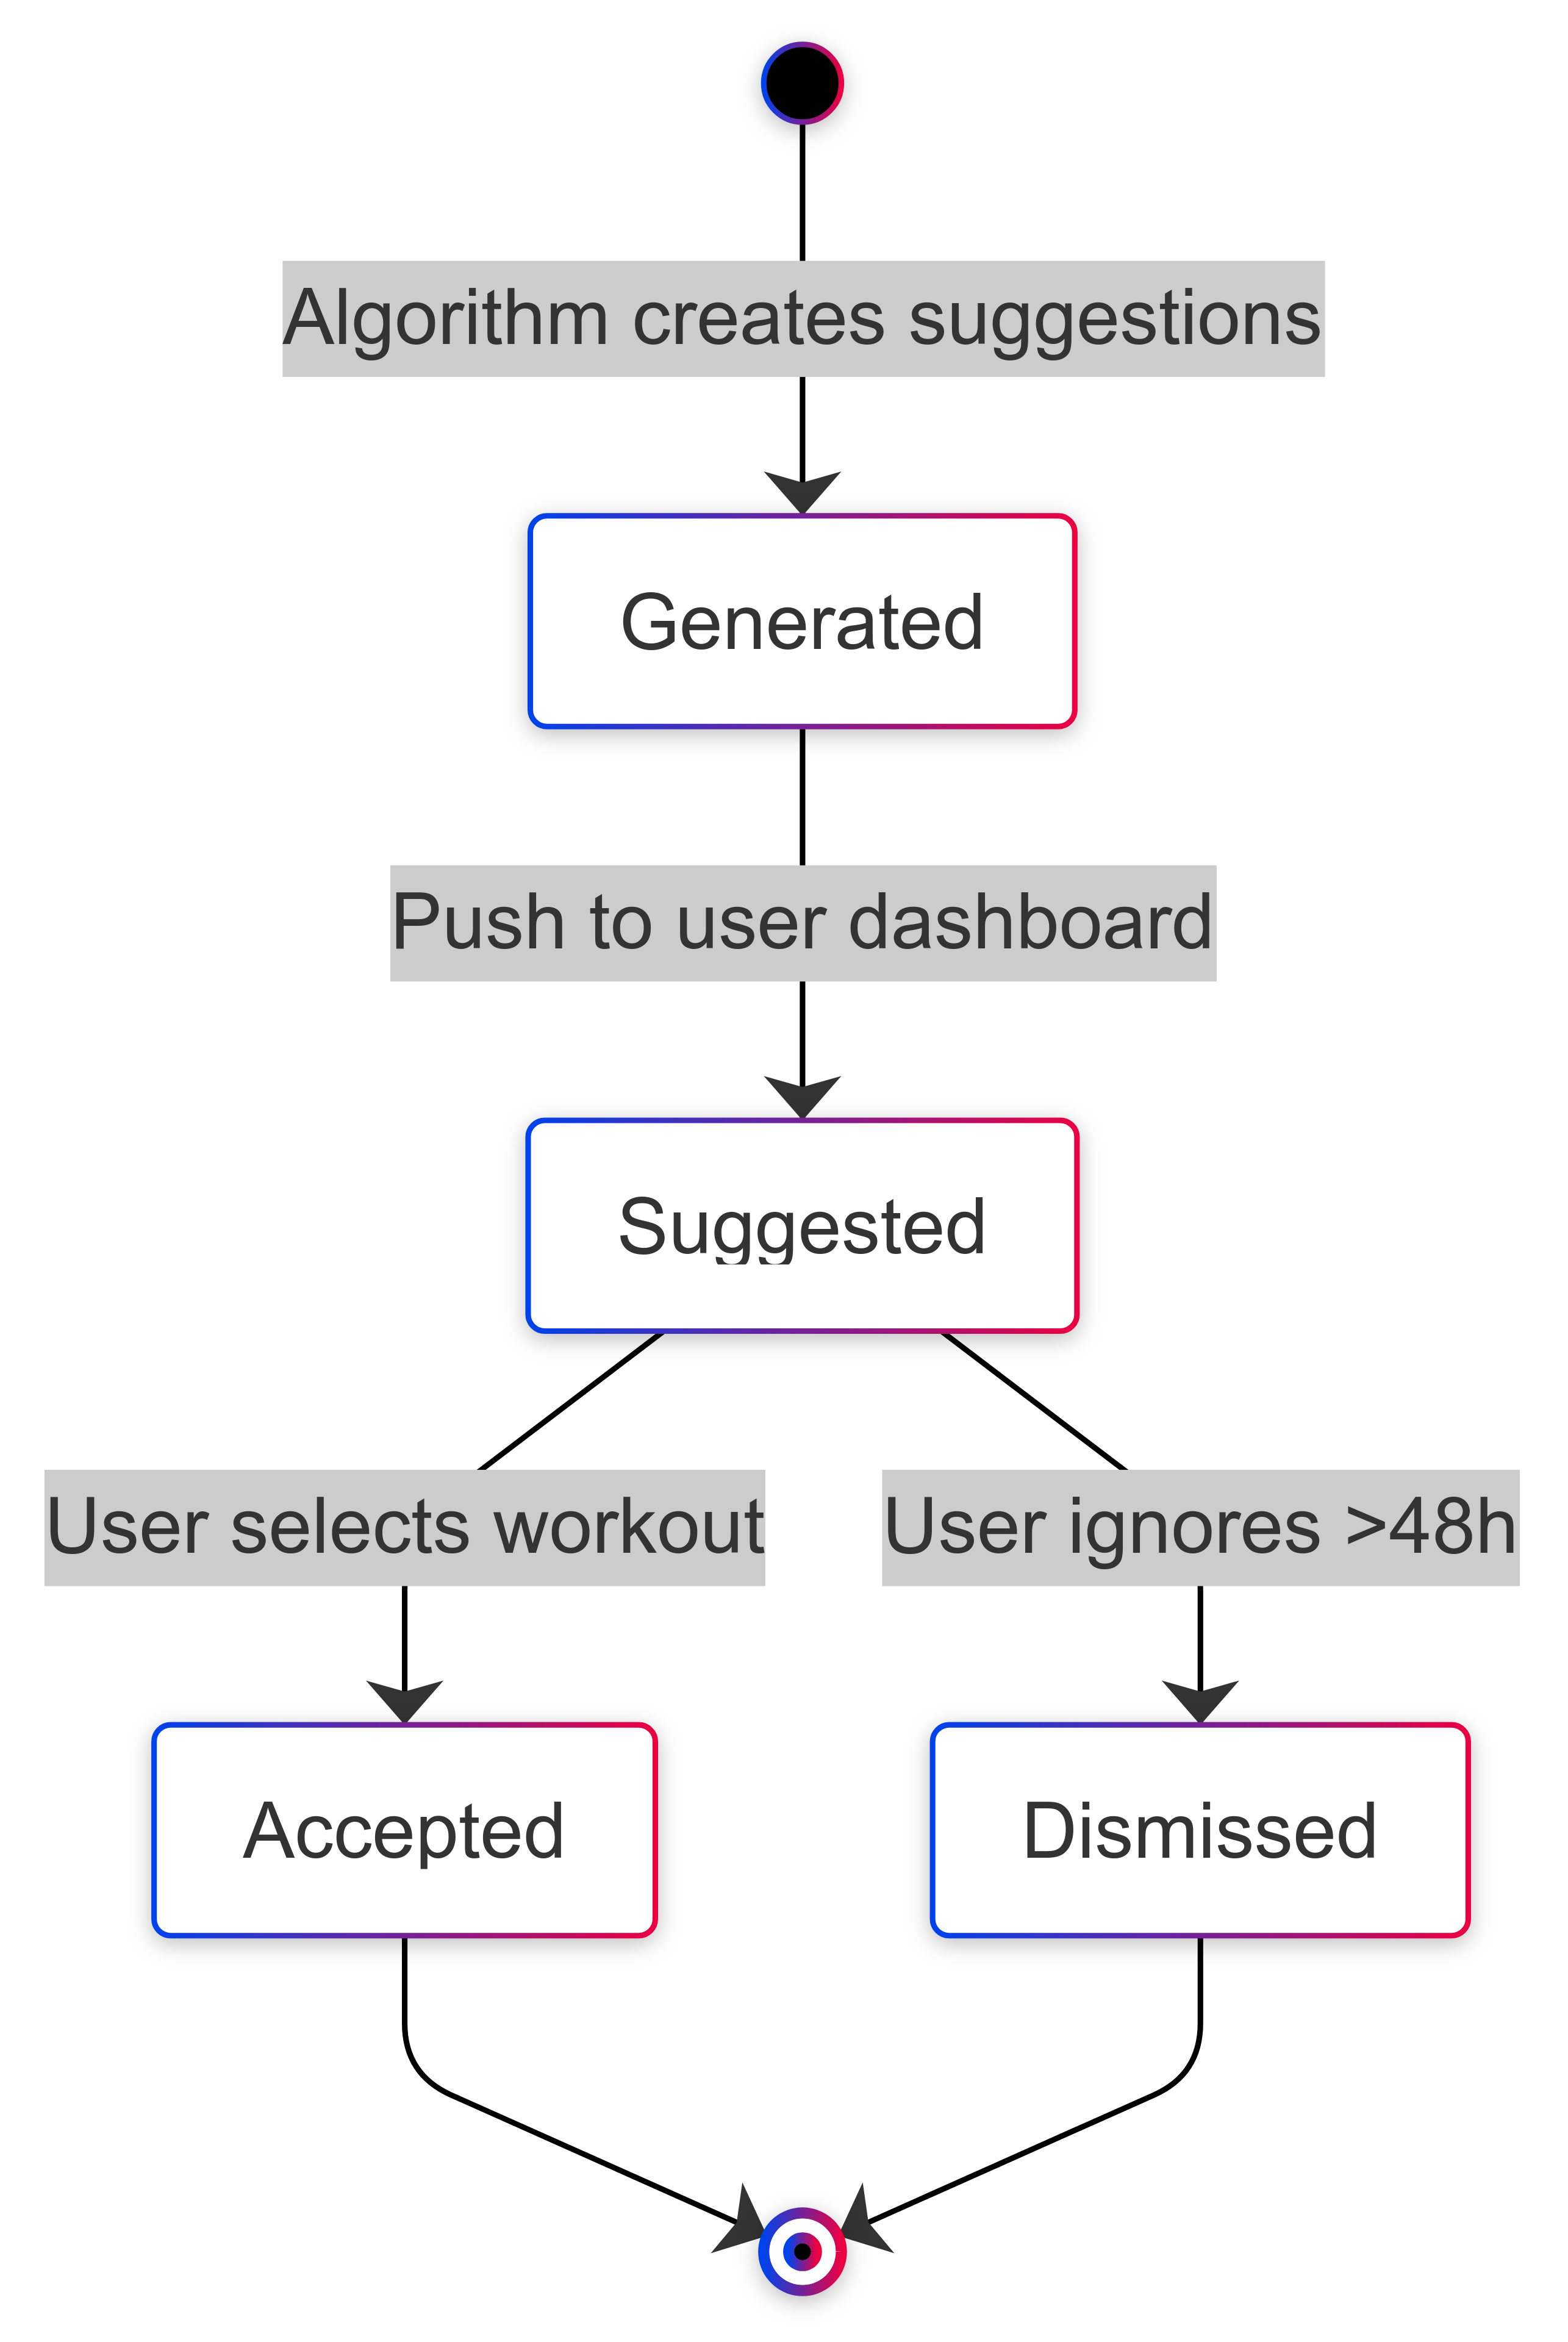 Algorithm creates suggestions
Generated
Push to user dashboard
Suggested
User selects workout
User ignores >48h
Accepted
Dismissed